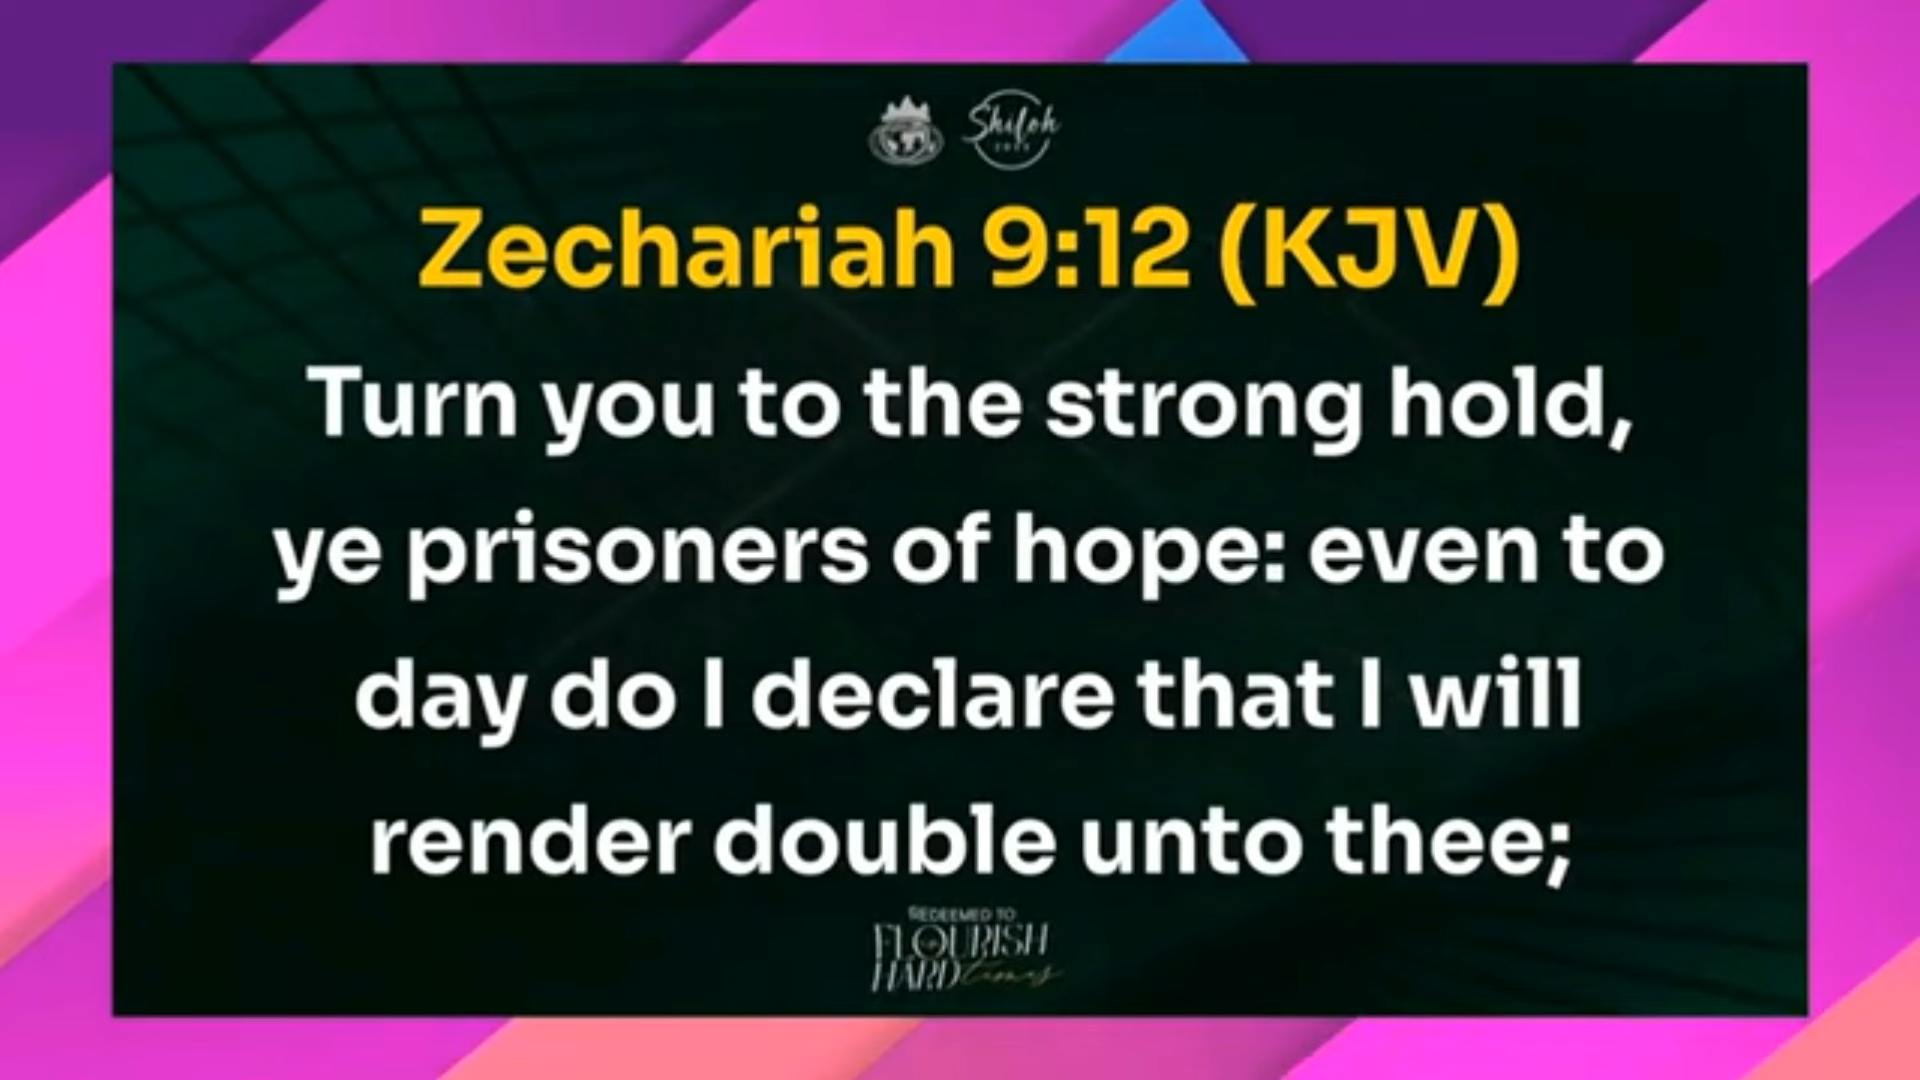 Shiloh
Zechariah 9:12 (KJV)
Turn you to the strong hold,
ye prisoners of hope: even to
day do I declare that I will
render double unto thee;
REDEEMED TO
FLOURISH
HARD times